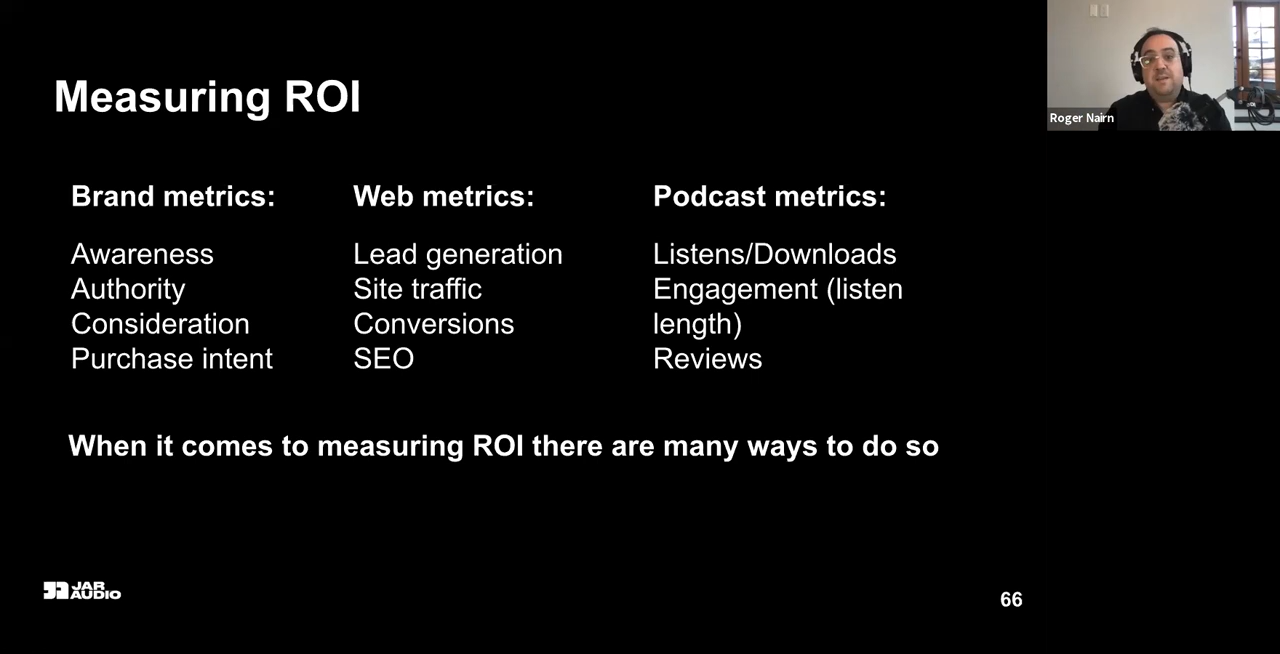 Measuring ROI
Roger Nairn
Brand metrics:
Awareness
Authority
Consideration
Purchase intent
Web metrics:
Lead generation
Site traffic
Conversions
SEO
Podcast metrics:
Listens/Downloads
Engagement (listen
length)
Reviews
When it comes to measuring ROI there are many ways to do so
JAR
AUDIO
66